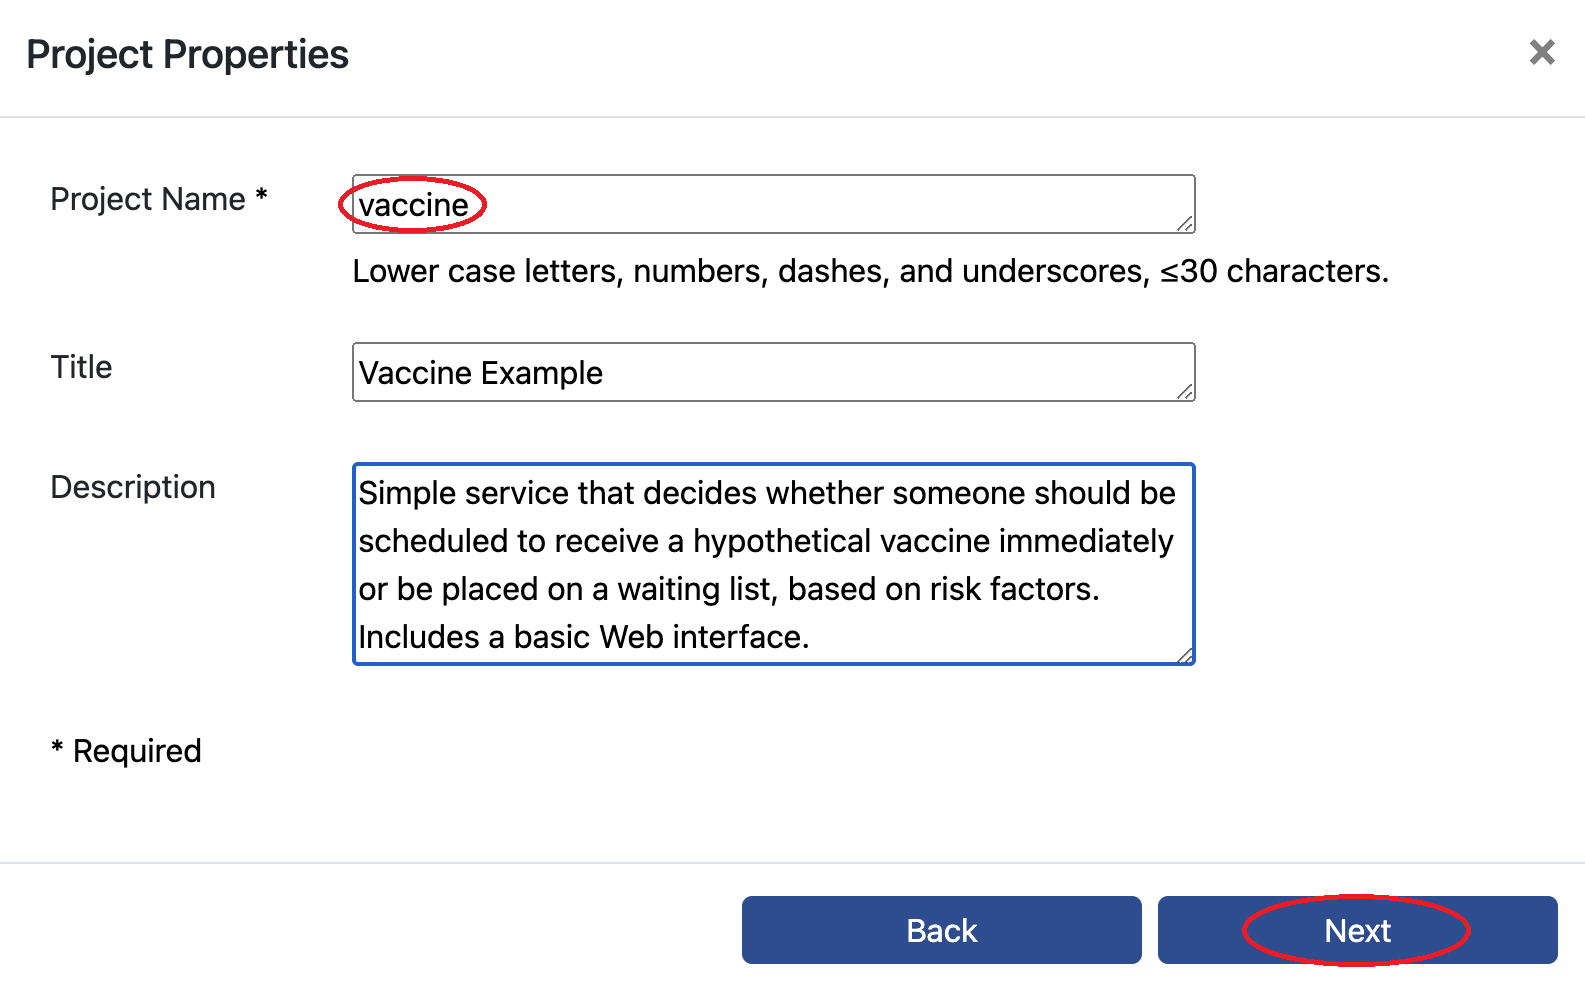 Project Properties
Project Name *
vaccine
Lower case letters, numbers, dashes, and underscores, ≤30 characters.
Title
Vaccine Example
Description
Simple service that decides whether someone should be
scheduled to receive a hypothetical vaccine immediately
or be placed on a waiting list, based on risk factors.
Includes a basic Web interface.
* Required
Back
Next